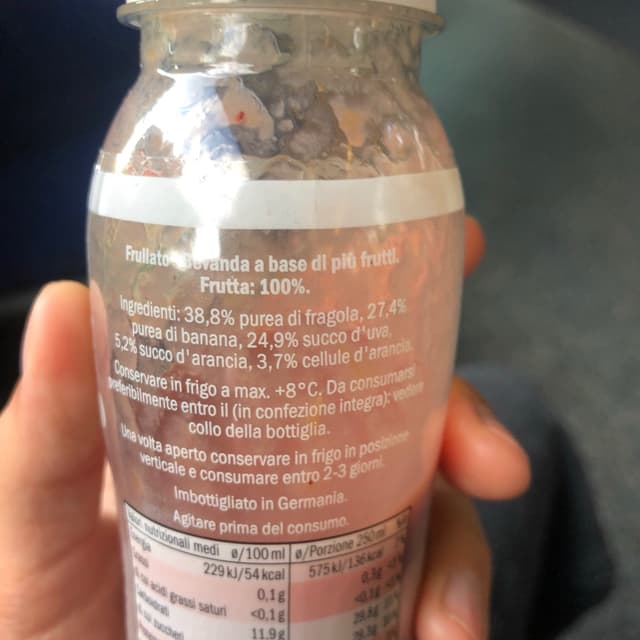 Frullato bevanda a base di più frutti.
Frutta: 100%.
Ingredienti: 38,8% purea di fragola, 27,4%
purea di banana, 24,9% succo d'uva,
5,2% succo d'arancia, 3,7% cellule d'arancia.
Conservare in frigo a max. +8°C. Da consumarsi
preferibilmente entro il (in confezione integra): vedere
collo della bottiglia.
Una volta aperto conservare in frigo in posizione
verticale e consumare entro 2-3 giorni.
Imbottigliato in Germania.
Agitare prima del consumo.
Valori nutrizionali medi ø/100 ml ø/Porzione 250 ml
Energia 229 kJ/54 kcal 575 kJ/136 kcal
Grassi 0,1 g
di cui acidi grassi saturi <0,1 g
Carboidrati 11,9 g
di cui zuccheri